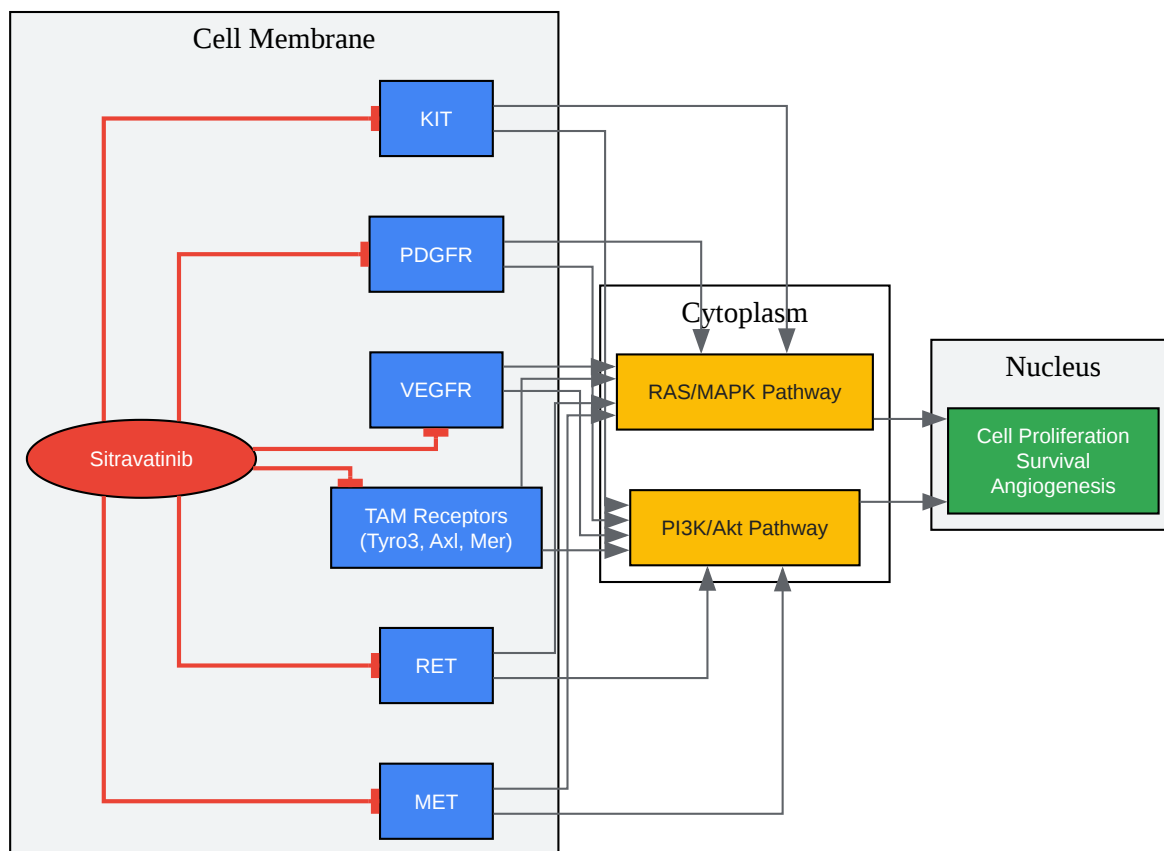 Cell Membrane
KIT
PDGFR
Cytoplasm
VEGFR
RAS/MAPK Pathway
Nucleus
Sitravatinib
Cell Proliferation
Survival
Angiogenesis
TAM Receptors
(Tyro3, Axl, Mer)
PI3K/Akt Pathway
RET
MET